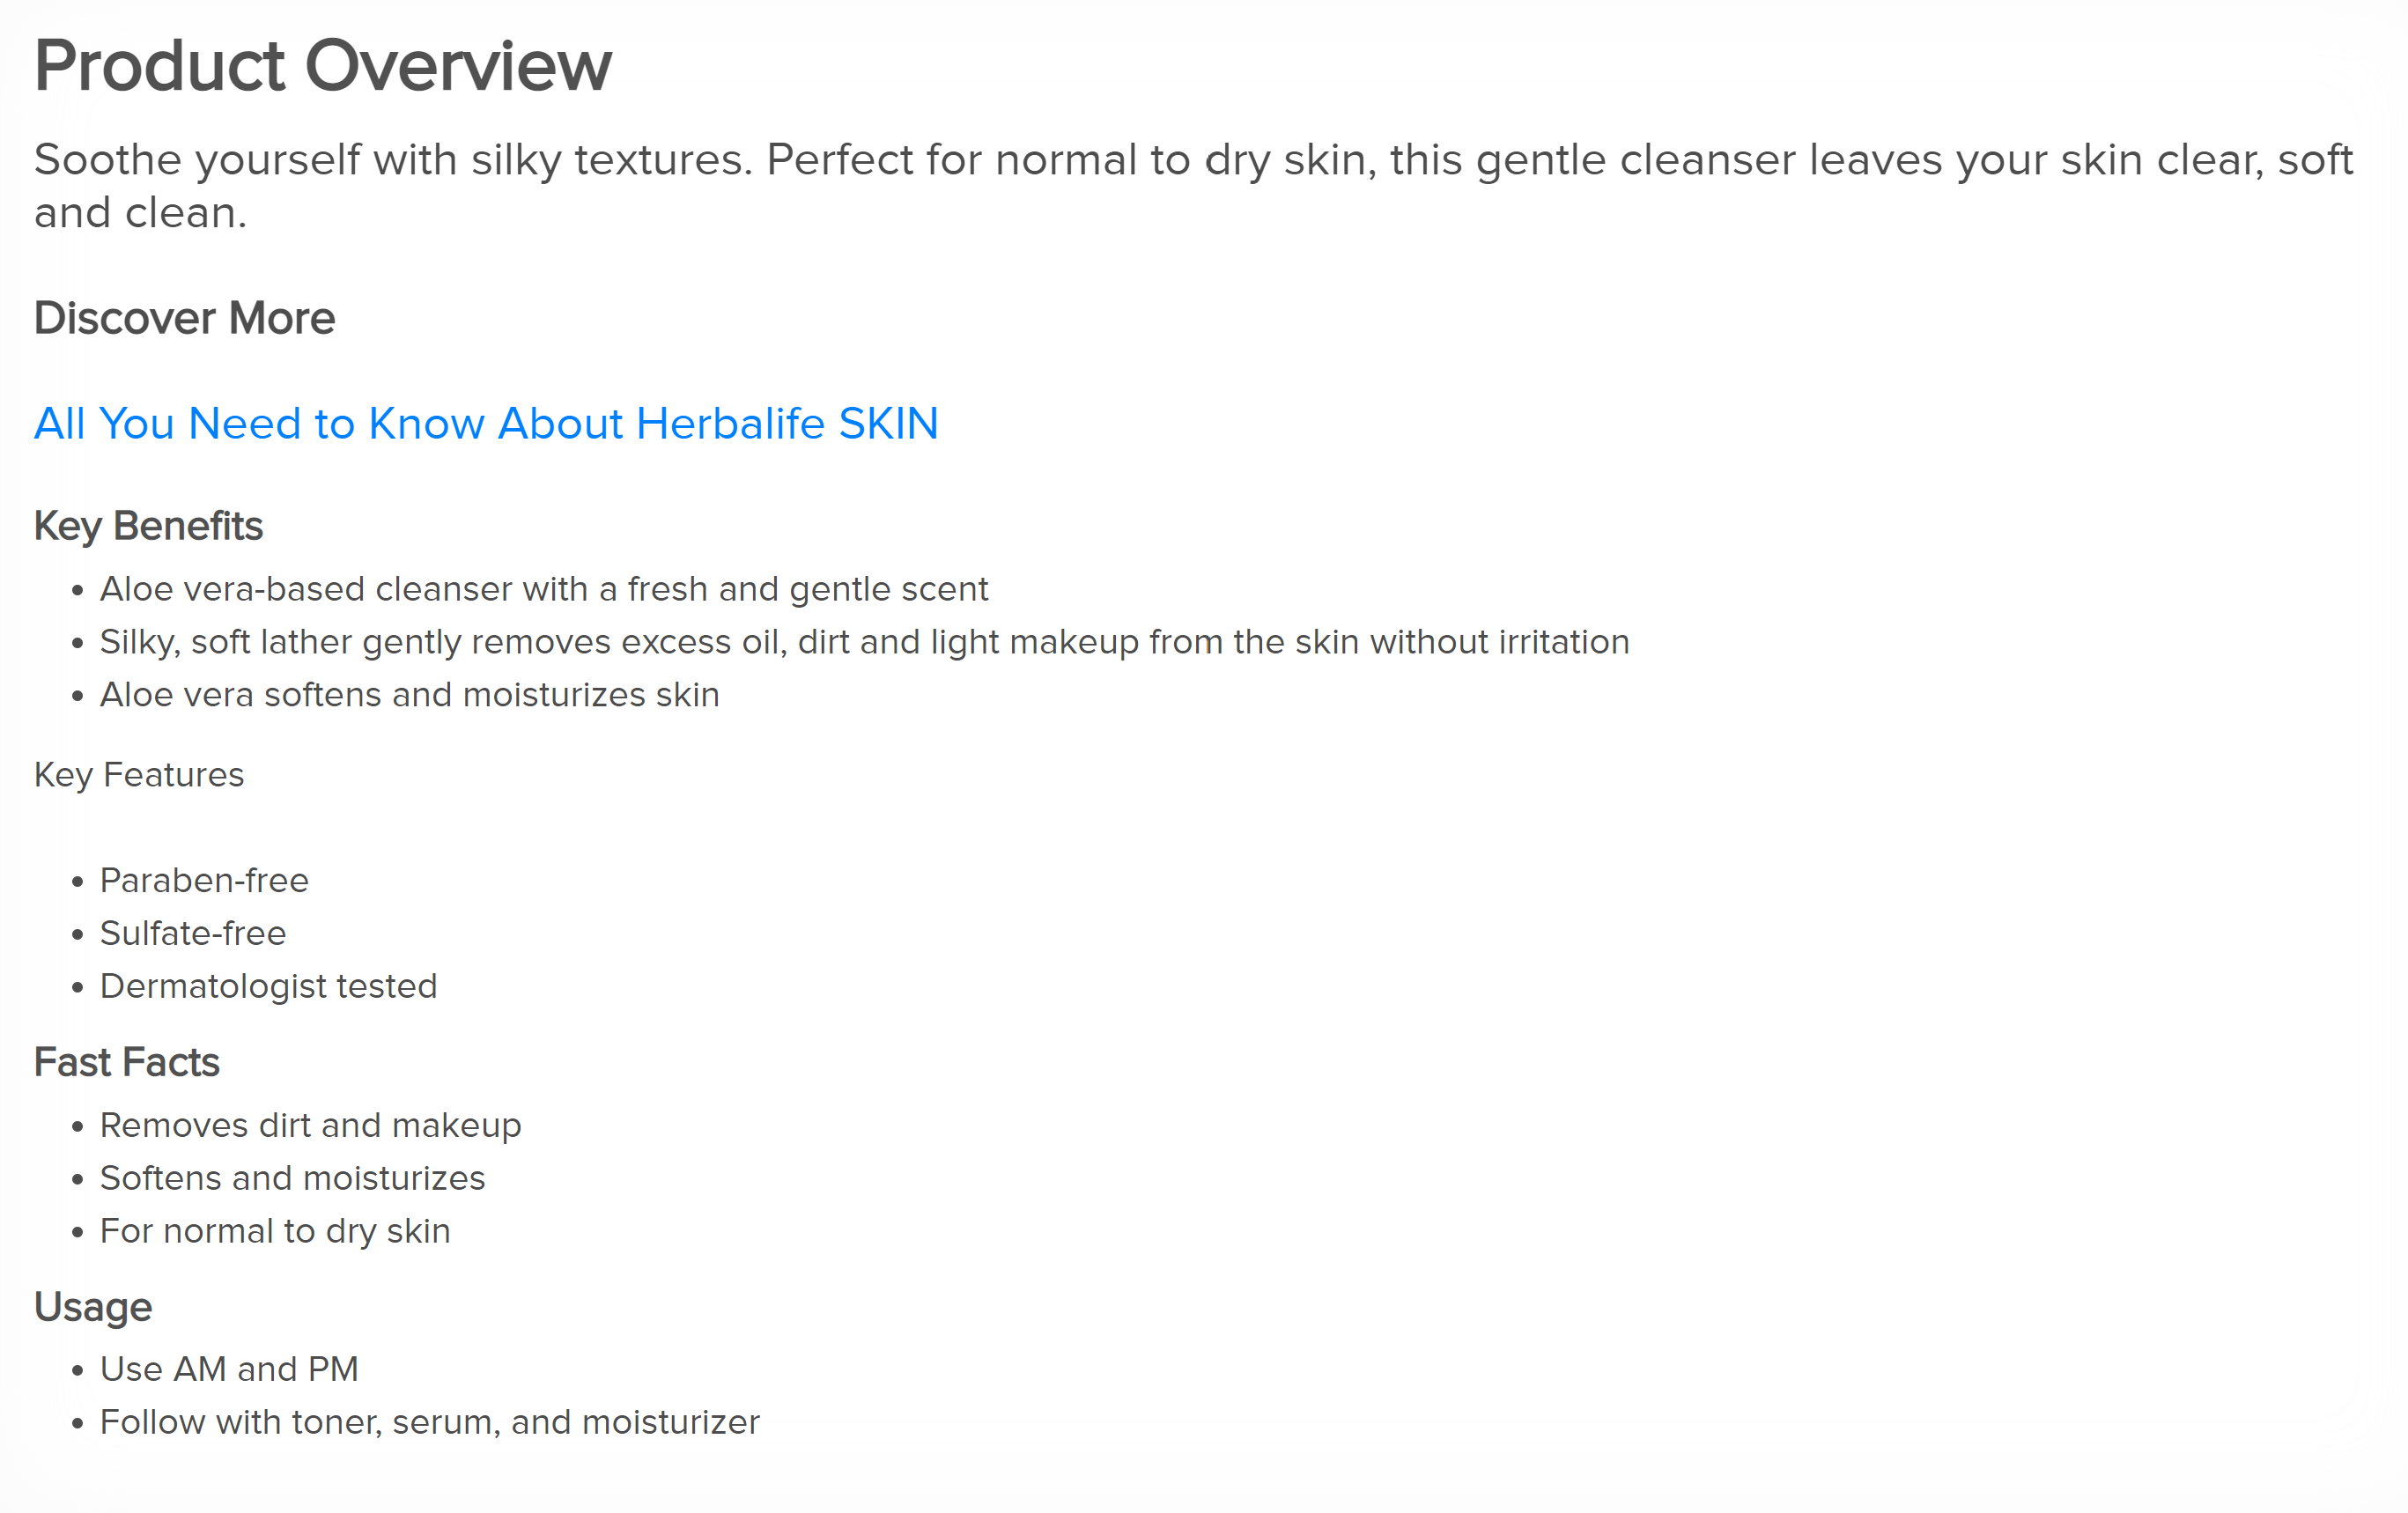 Product Overview
Soothe yourself with silky textures. Perfect for normal to dry skin, this gentle cleanser leaves your skin clear, soft
and clean.
Discover More
All You Need to Know About Herbalife SKIN
Key Benefits
• Aloe vera-based cleanser with a fresh and gentle scent
• Silky, soft lather gently removes excess oil, dirt and light makeup from the skin without irritation
• Aloe vera softens and moisturizes skin
Key Features
• Paraben-free
• Sulfate-free
• Dermatologist tested
Fast Facts
• Removes dirt and makeup
• Softens and moisturizes
• For normal to dry skin
Usage
• Use AM and PM
• Follow with toner, serum, and moisturizer